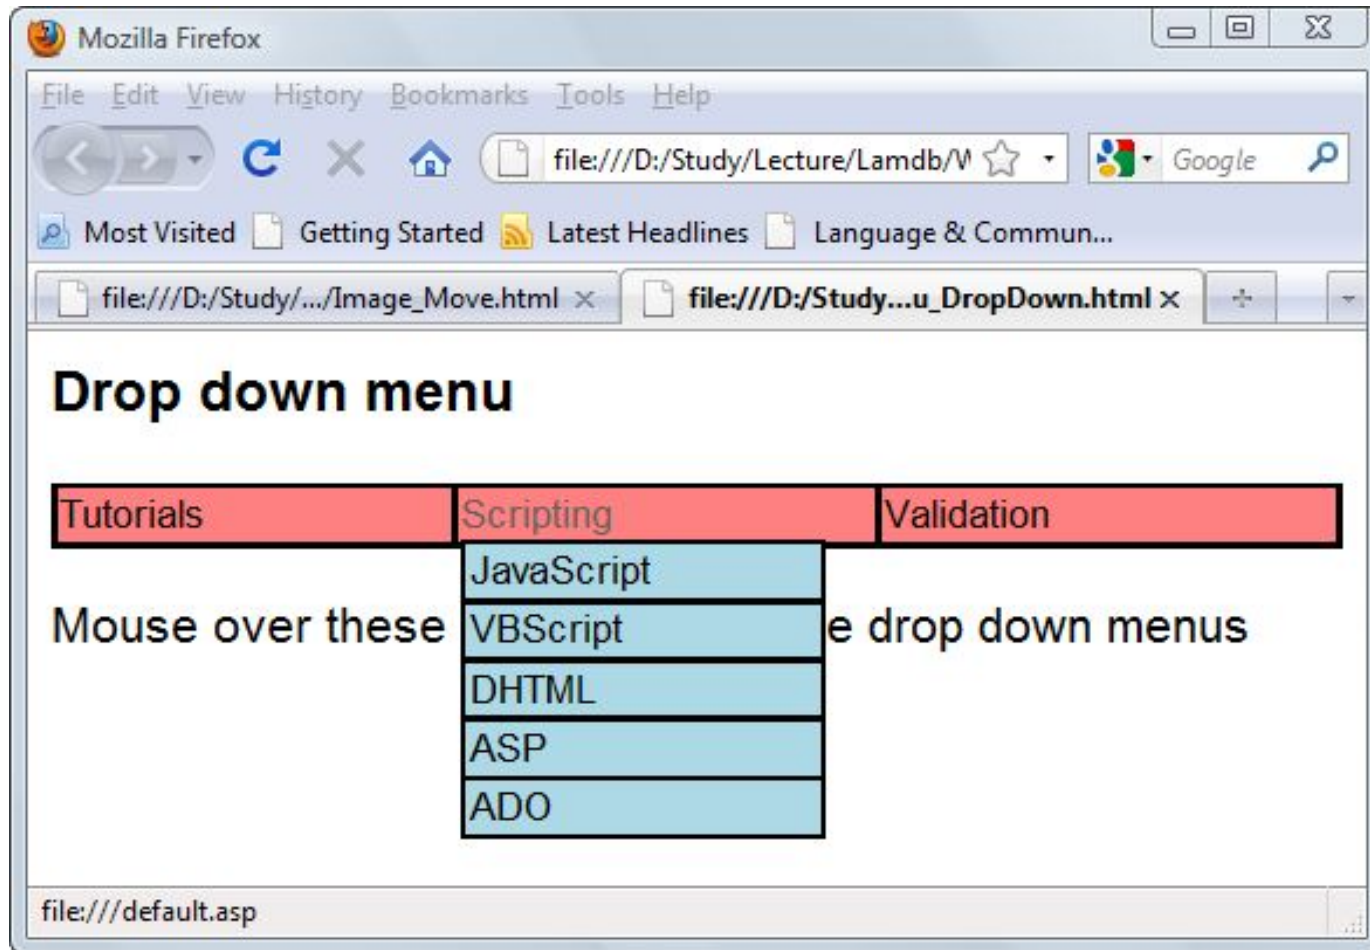 Mozilla Firefox
File Edit View History Bookmarks Tools Help
file:///D:/Study/Lecture/Lamdb/W Google
Most Visited Getting Started Latest Headlines Language & Commun...
file:///D:/Study/.../Image_Move.html file:///D:/Study...u_DropDown.html
Drop down menu
Tutorials Scripting Validation
JavaScript
Mouse over these VBScript e drop down menus
DHTML
ASP
ADO
file:///default.asp